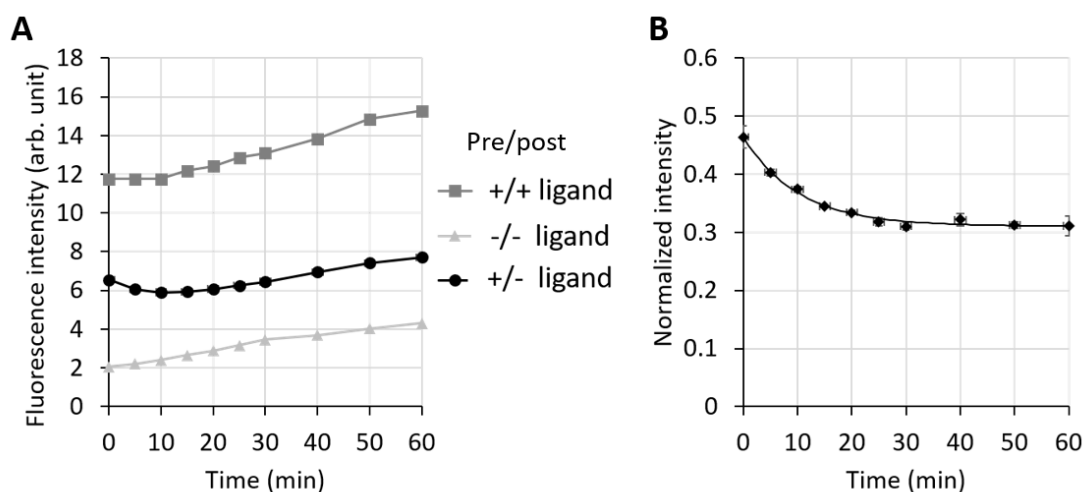 A
Fluorescence intensity (arb. unit)
18
16
14
12
10
8
6
4
2
0
0 10 20 30 40 50 60
Time (min)
Pre/post
+/+ ligand
-/- ligand
+/- ligand
B
Normalized intensity
0.6
0.5
0.4
0.3
0.2
0.1
0
0 10 20 30 40 50 60
Time (min)